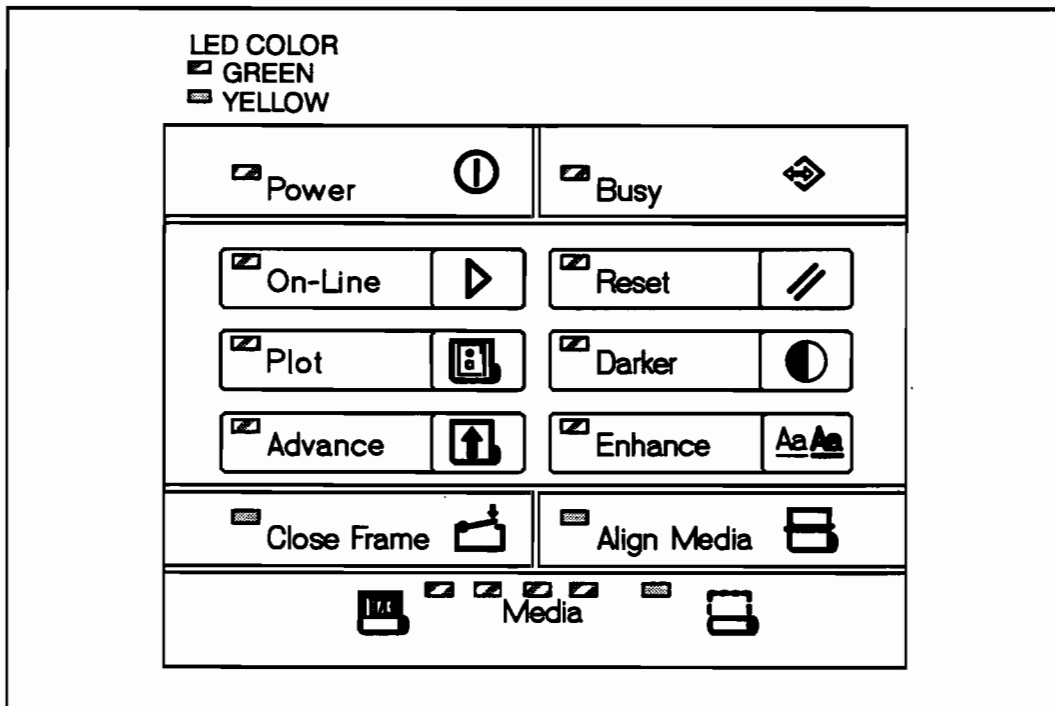 LED COLOR
GREEN
YELLOW
Power
Busy
On-Line
Reset
Plot
Darker
Advance
Enhance
Aa Aa
Close Frame
Align Media
Media